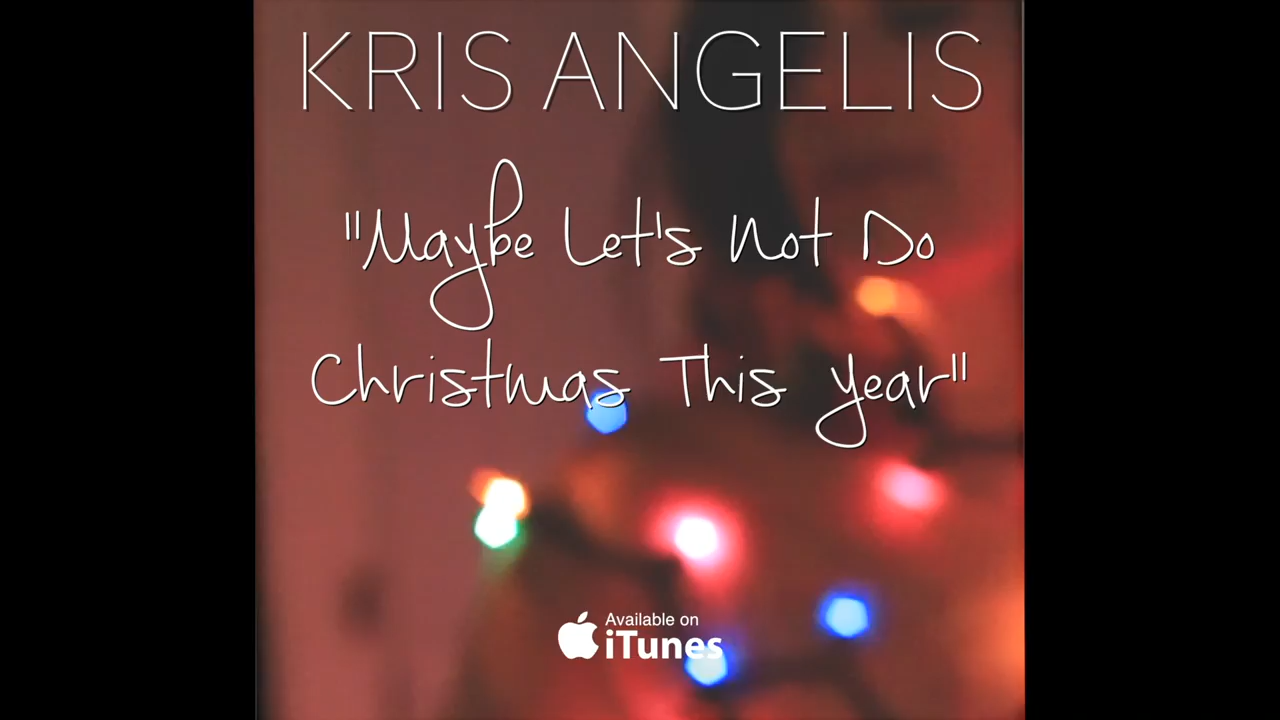 KRIS ANGELIS
"Maybe Let's Not Do
Christmas This Year"
Available on
iTunes